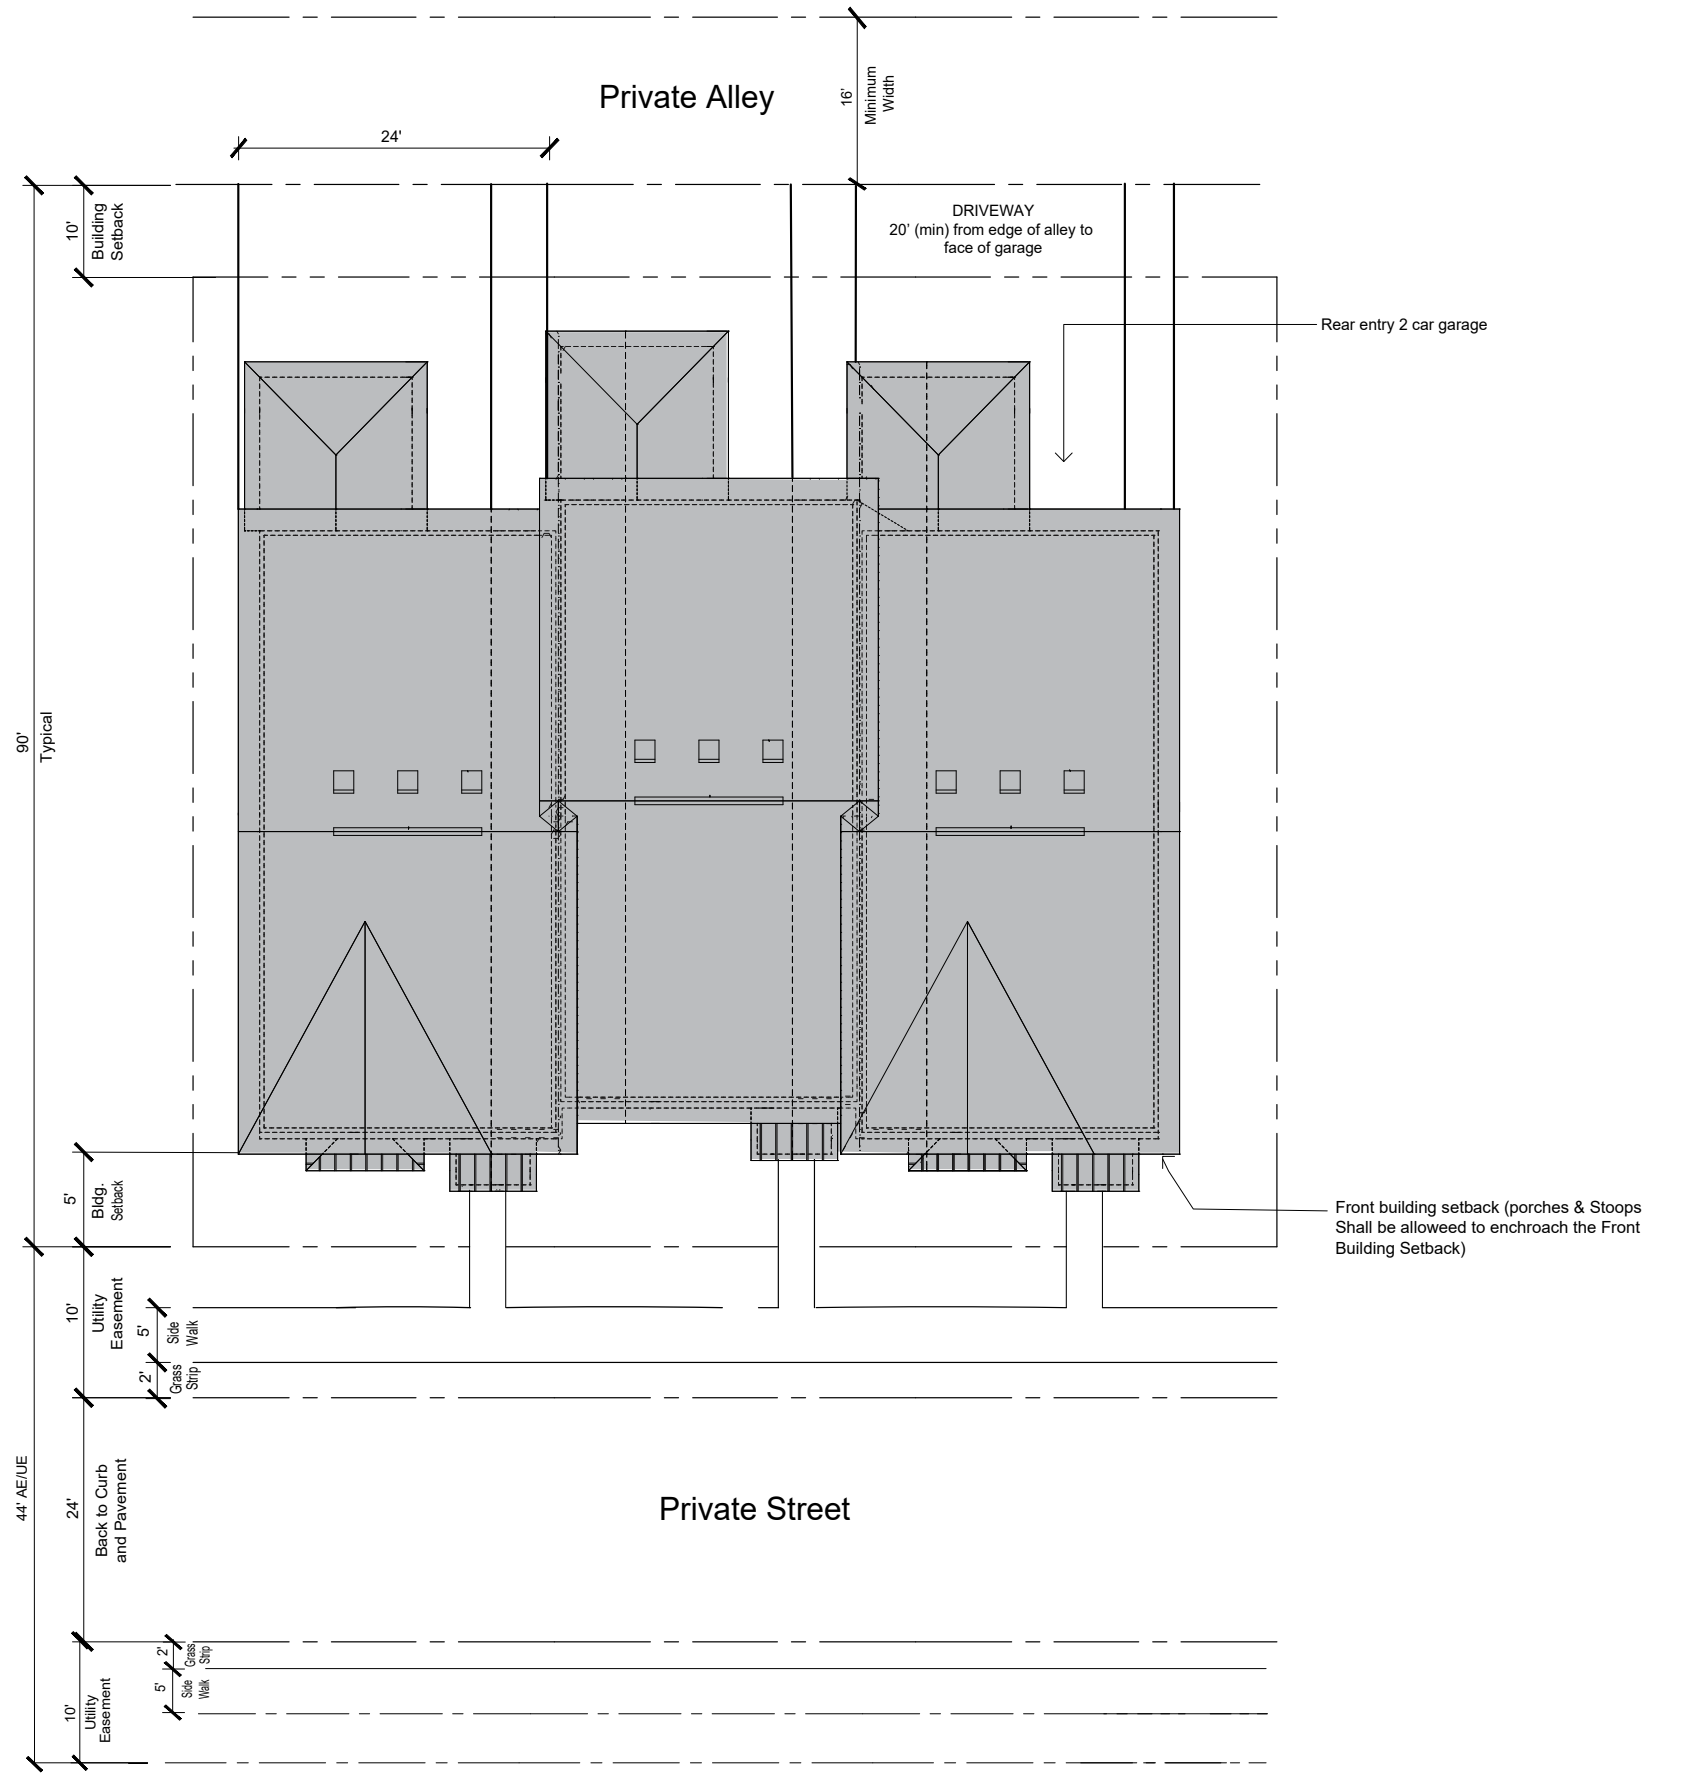 Private Alley
16'
Minimum
Width
24'
10'
Building
Setback
DRIVEWAY
20' (min) from edge of alley to
face of garage
Rear entry 2 car garage
90'
Typical
5'
Bldg.
Setback
Front building setback (porches & Stoops
Shall be alloweed to enchroach the Front
Building Setback)
10'
Utility
Easement
5'
Side
Walk
2'
Grass
Strip
44' AE/UE
24'
Back to Curb
and Pavement
Private Street
2'
Grass
Strip
5'
Side
Walk
10'
Utility
Easement